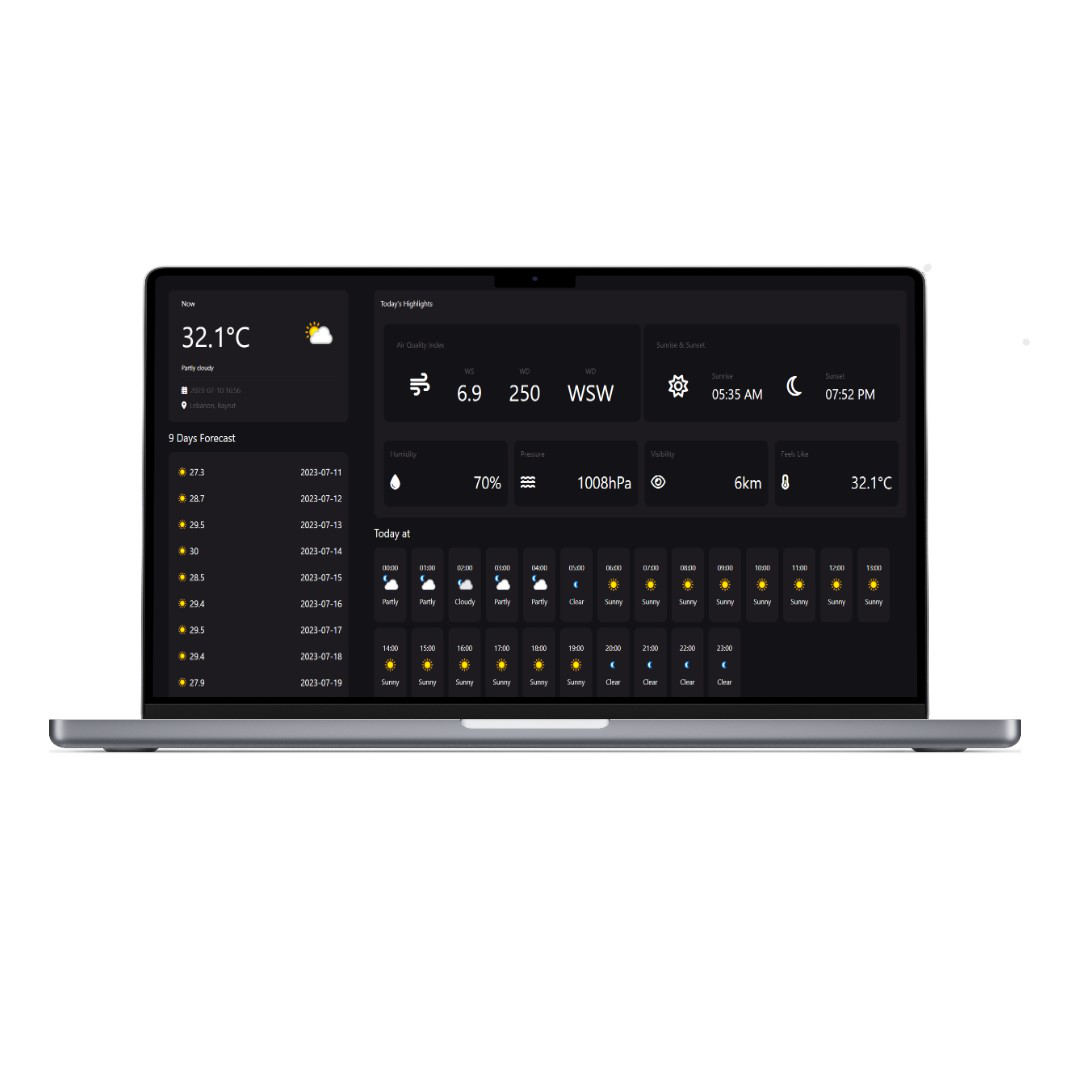 Now
32.1°C
Partly cloudy
2023-07-10 16:56
Lebanon, Bayrut
9 Days Forecast
27.3 2023-07-11
28.7 2023-07-12
29.5 2023-07-13
30 2023-07-14
28.5 2023-07-15
29.4 2023-07-16
29.5 2023-07-17
29.4 2023-07-18
27.9 2023-07-19
Today's Highlights
Air Quality Index
WS WD WD
6.9 250 WSW
Sunrise & Sunset
Sunrise Sunset
05:35 AM 07:52 PM
Humidity Pressure Visibility Feels Like
70% 1008hPa 6km 32.1°C
Today at
00:00 01:00 02:00 03:00 04:00 05:00 06:00 07:00 08:00 09:00 10:00 11:00 12:00 13:00
Partly Partly Cloudy Partly Partly Clear Sunny Sunny Sunny Sunny Sunny Sunny Sunny Sunny
14:00 15:00 16:00 17:00 18:00 19:00 20:00 21:00 22:00 23:00
Sunny Sunny Sunny Sunny Sunny Sunny Clear Clear Clear Clear